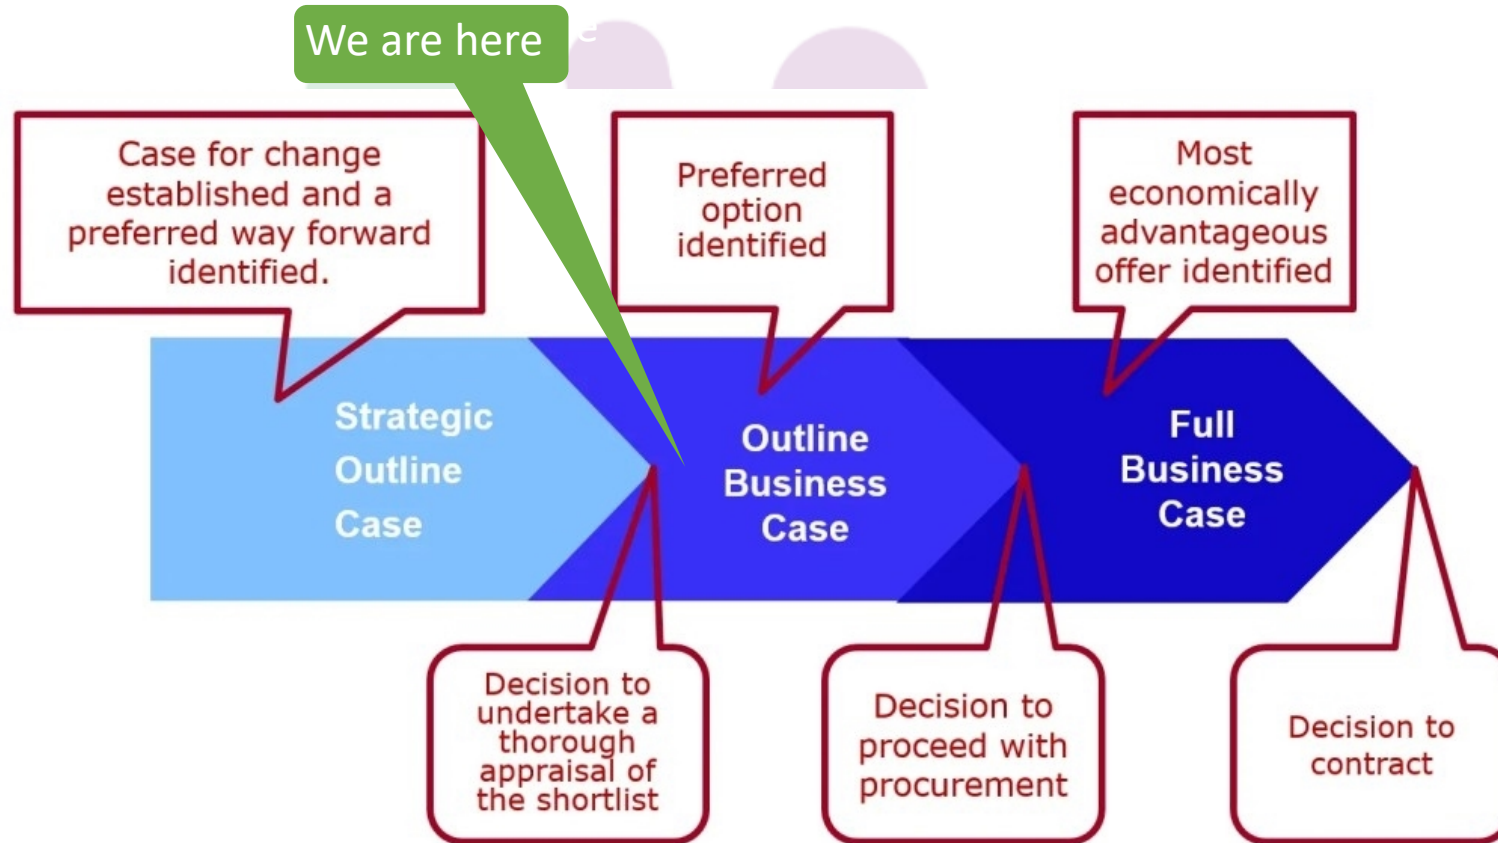 We are here
Case for change
established and a
preferred way forward
identified.
Preferred
option
identified
Most
economically
advantageous
offer identified
Strategic
Outline
Case
Outline
Business
Case
Full
Business
Case
Decision to
undertake a
thorough
appraisal of
the shortlist
Decision to
proceed with
procurement
Decision to
contract